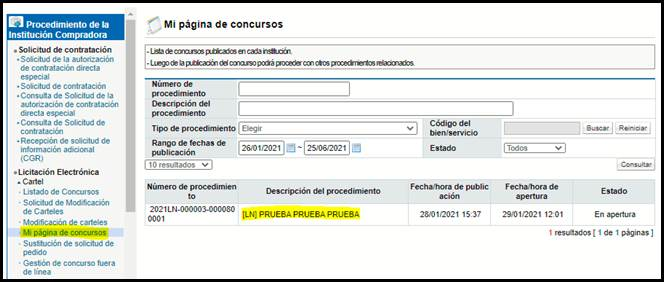 Procedimiento de la
Institución Compradora
Solicitud de contratación
Solicitud de la autorización
de contratación directa
especial
Solicitud de contratación
Consulta de Solicitud de la
autorización de contratación
directa especial
Consulta de Solicitud de
contratación
Recepción de solicitud de
información adicional
(CGR)
Licitación Electrónica
Cartel
Listado de Concursos
Solicitud de Modificación
de Carteles
Modificación de carteles
Mi página de concursos
Sustitución de solicitud de
pedido
Gestión de concurso fuera
de línea
Mi página de concursos
- Lista de concursos publicados en cada institución.
- Luego de la publicación del concurso podrá proceder con otros procedimientos relacionados.
Número de
procedimiento
Descripción del
procedimiento
Tipo de procedimiento Elegir Código del
bien/servicio Buscar Reiniciar
Rango de fechas de
publicación 26/01/2021 ~ 25/06/2021 Estado Todos
10 resultados Consultar
Número de procedimien
to Descripción del procedimiento Fecha/hora de public
ación Fecha/hora de
apertura Estado
2021LN-000003-000080
0001 [LN] PRUEBA PRUEBA PRUEBA 28/01/2021 15:37 29/01/2021 12:01 En apertura
1 resultados [ 1 de 1 páginas ]